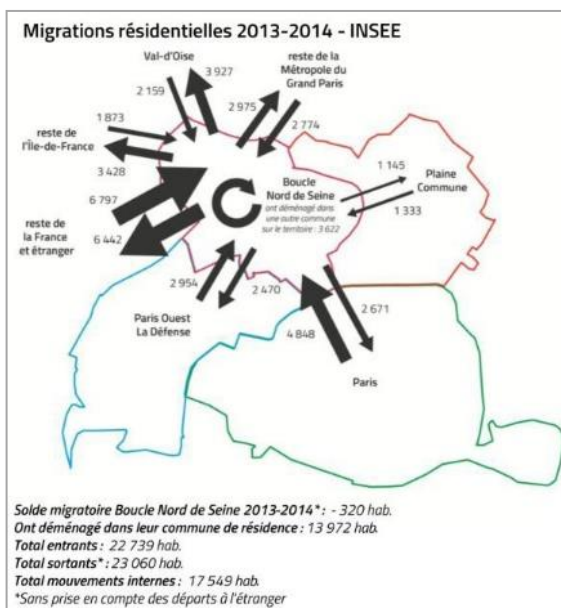 Migrations résidentielles 2013-2014 - INSEE
Val-d'Oise
3 927
2 159
reste de la
Métropole du
Grand Paris
2 975
2 774
1 873
reste de
l'Île-de-France
3 428
6 797
reste de
la France
et étranger
6 442
Boucle
Nord de Seine
ont déménagé dans
une autre commune
sur le territoire : 3 622
1 145
Plaine
Commune
1 333
2 954
2 470
Paris Ouest
La Défense
4 848
2 671
Paris
Solde migratoire Boucle Nord de Seine 2013-2014* : - 320 hab.
Ont déménagé dans leur commune de résidence : 13 972 hab.
Total entrants : 22 739 hab.
Total sortants* : 23 060 hab.
Total mouvements internes : 17 549 hab.
*Sans prise en compte des départs à l'étranger